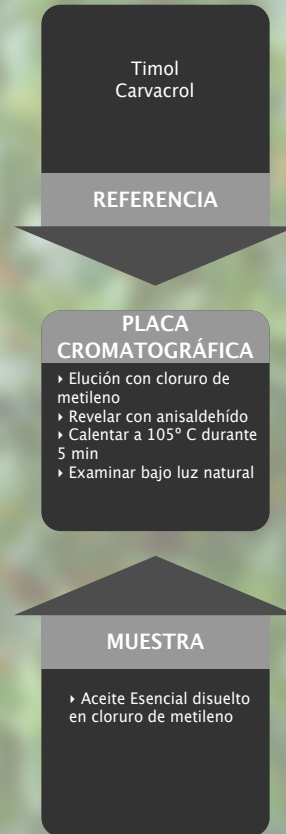 Timol
Carvacrol
REFERENCIA
PLACA
CROMATOGRÁFICA
‣ Elución con cloruro de
metileno
‣ Revelar con anisaldehído
‣ Calentar a 105º C durante
5 min
‣ Examinar bajo luz natural
MUESTRA
‣ Aceite Esencial disuelto
en cloruro de metileno